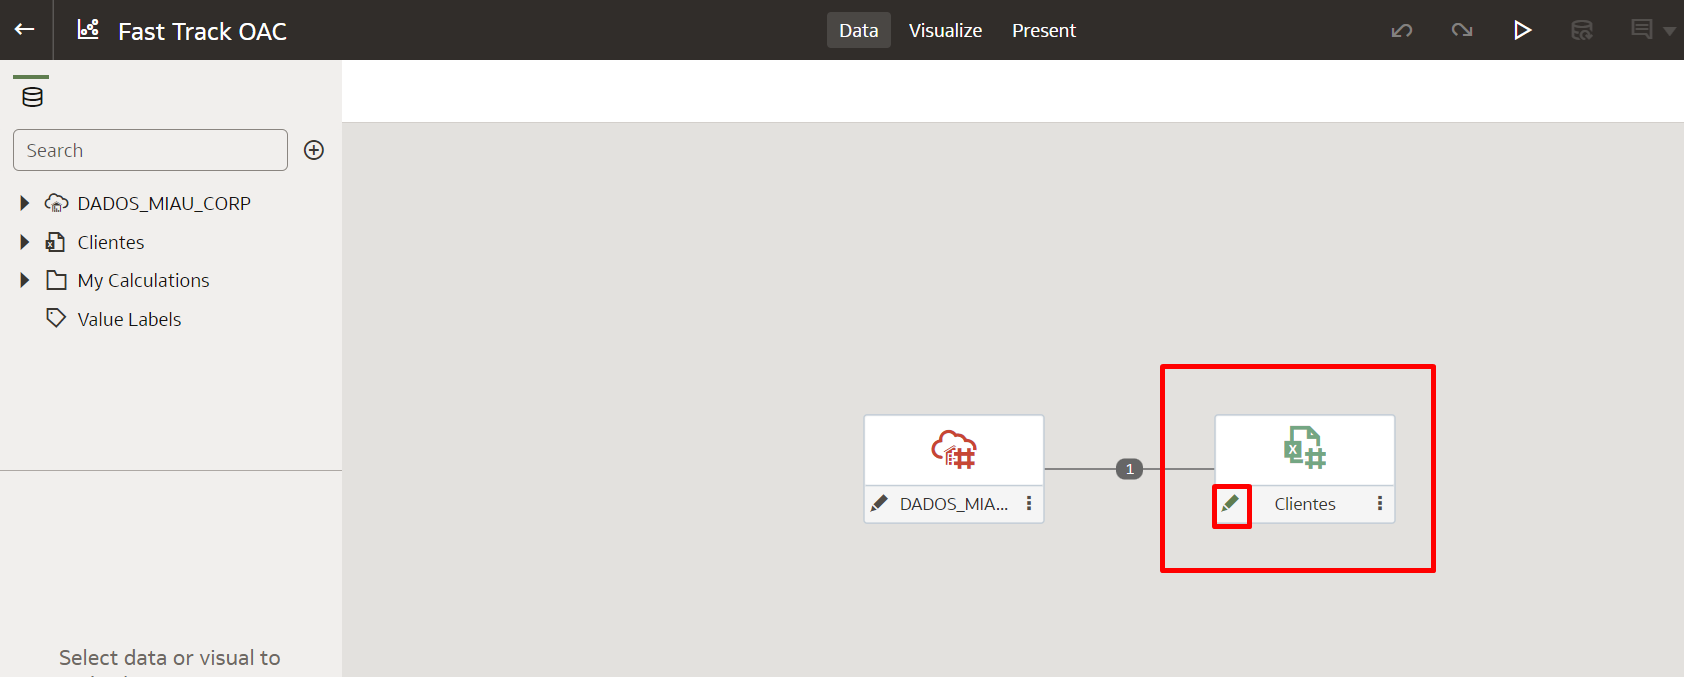 Fast Track OAC
Data
Visualize
Present
Search
DADOS_MIAU_CORP
Clientes
My Calculations
Value Labels
1
DADOS_MIA...
Clientes
Select data or visual to